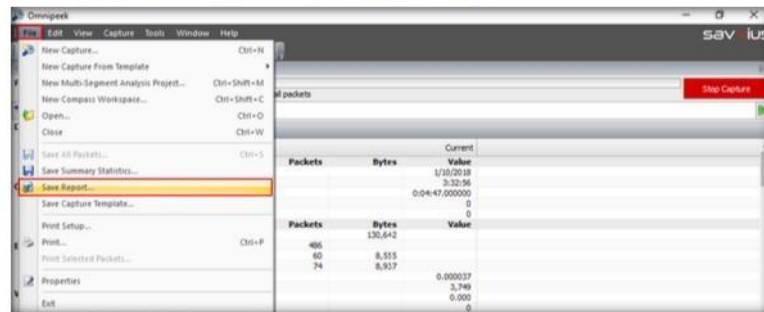 Omnipeek
File Edit View Capture Tools Window Help
savvius
New Capture... Ctrl+N
New Capture From Template
New Multi-Segment Analysis Project... Ctrl+Shift+M
New Compass Workspace... Ctrl+Shift+C
all packets
Stop Capture
Open... Ctrl+O
Close Ctrl+W
Current
Save All Packets... Ctrl+S
Packets Bytes Value
Save Summary Statistics...
1/10/2018
Save Report...
3:32:56
0:04:47.000000
Save Capture Template...
0
0
Print Setup...
Packets Bytes Value
130,642
Print... Ctrl+P
486
60 8,555
Print Selected Packets...
74 8,937
Properties
0.000037
3,749
0.000
Exit
0